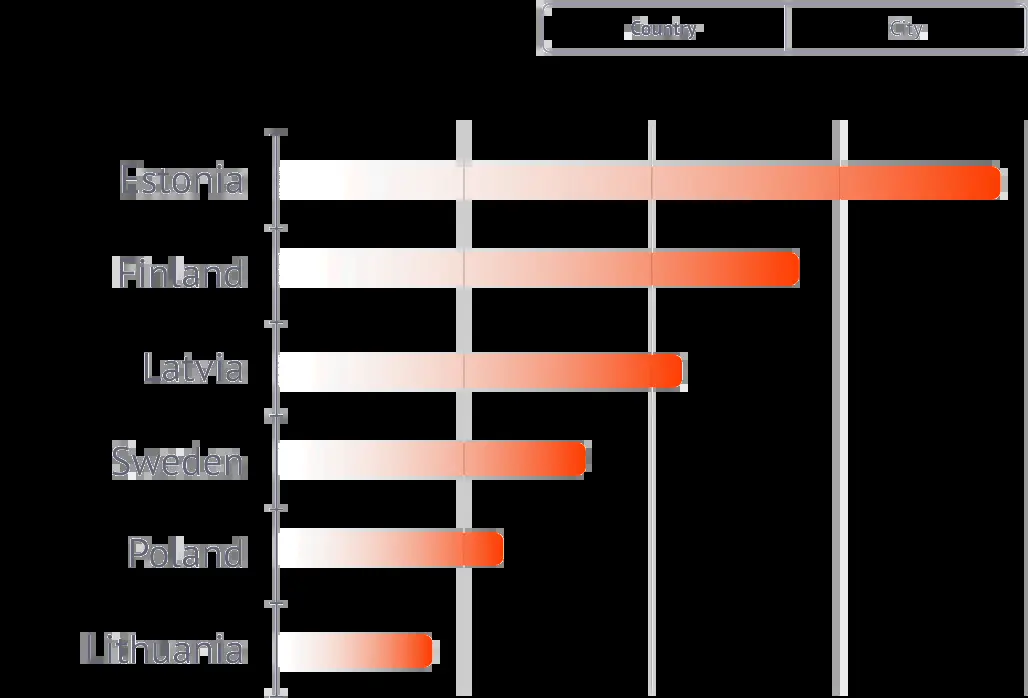 Country City
Estonia
Finland
Latvia
Sweden
Poland
Lithuania